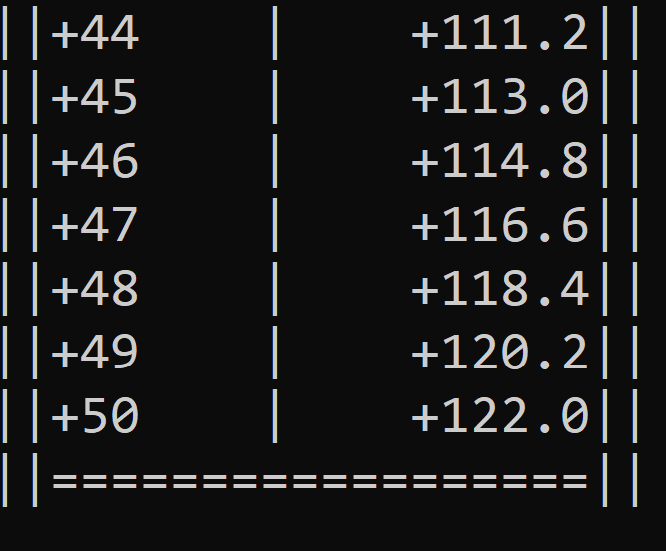 ||+44    |    +111.2||
||+45    |    +113.0||
||+46    |    +114.8||
||+47    |    +116.6||
||+48    |    +118.4||
||+49    |    +120.2||
||+50    |    +122.0||
||==================||